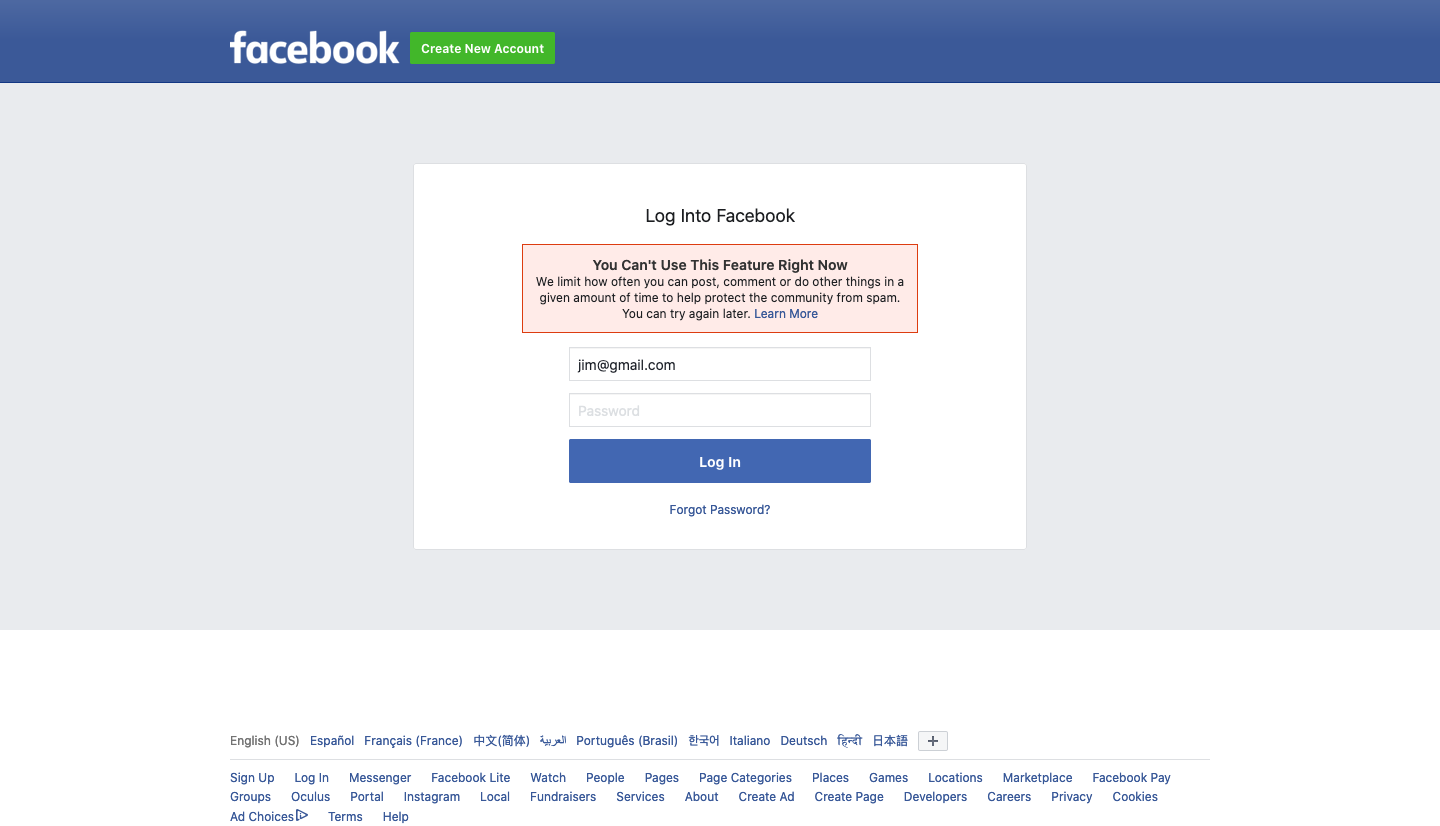 facebook Create New Account
Log Into Facebook
You Can't Use This Feature Right Now
We limit how often you can post, comment or do other things in a
given amount of time to help protect the community from spam.
You can try again later. Learn More
jim@gmail.com
Password
Log In
Forgot Password?
English (US) Español Français (France) 中文(简体) العربية Português (Brasil) 한국어 Italiano Deutsch हिन्दी 日本語
Sign Up Log In Messenger Facebook Lite Watch People Pages Page Categories Places Games Locations Marketplace Facebook Pay
Groups Oculus Portal Instagram Local Fundraisers Services About Create Ad Create Page Developers Careers Privacy Cookies
Ad Choices Terms Help